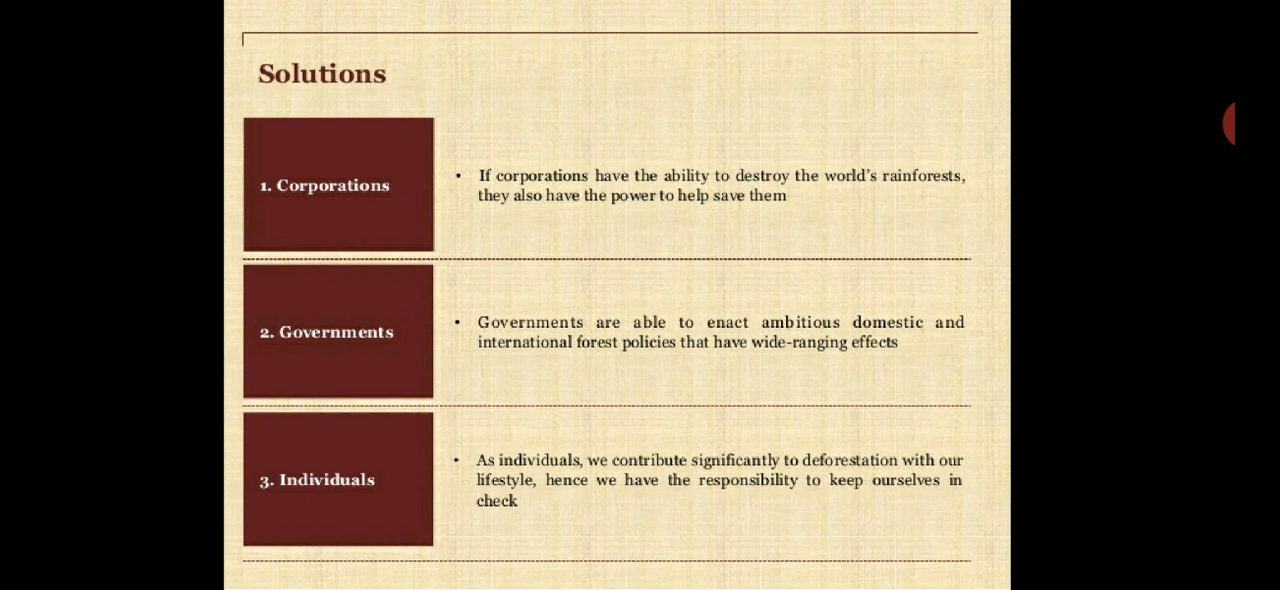 Solutions
1. Corporations
• If corporations have the ability to destroy the world’s rainforests,
they also have the power to help save them
2. Governments
• Governments are able to enact ambitious domestic and
international forest policies that have wide-ranging effects
3. Individuals
• As individuals, we contribute significantly to deforestation with our
lifestyle, hence we have the responsibility to keep ourselves in
check